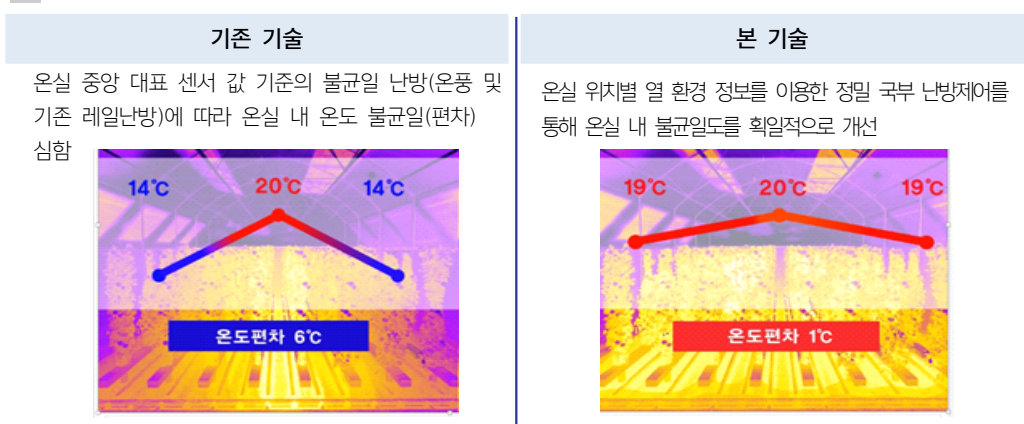 기존 기술
온실 중앙 대표 센서 값 기준의 불균일 난방(온풍 및
기존 레일난방)에 따라 온실 내 온도 불균일(편차)
심함
14℃ 20℃ 14℃
온도편차 6℃
본 기술
온실 위치별 열 환경 정보를 이용한 정밀 국부 난방제어를
통해 온실 내 불균일도를 획일적으로 개선
19℃ 20℃ 19℃
온도편차 1℃